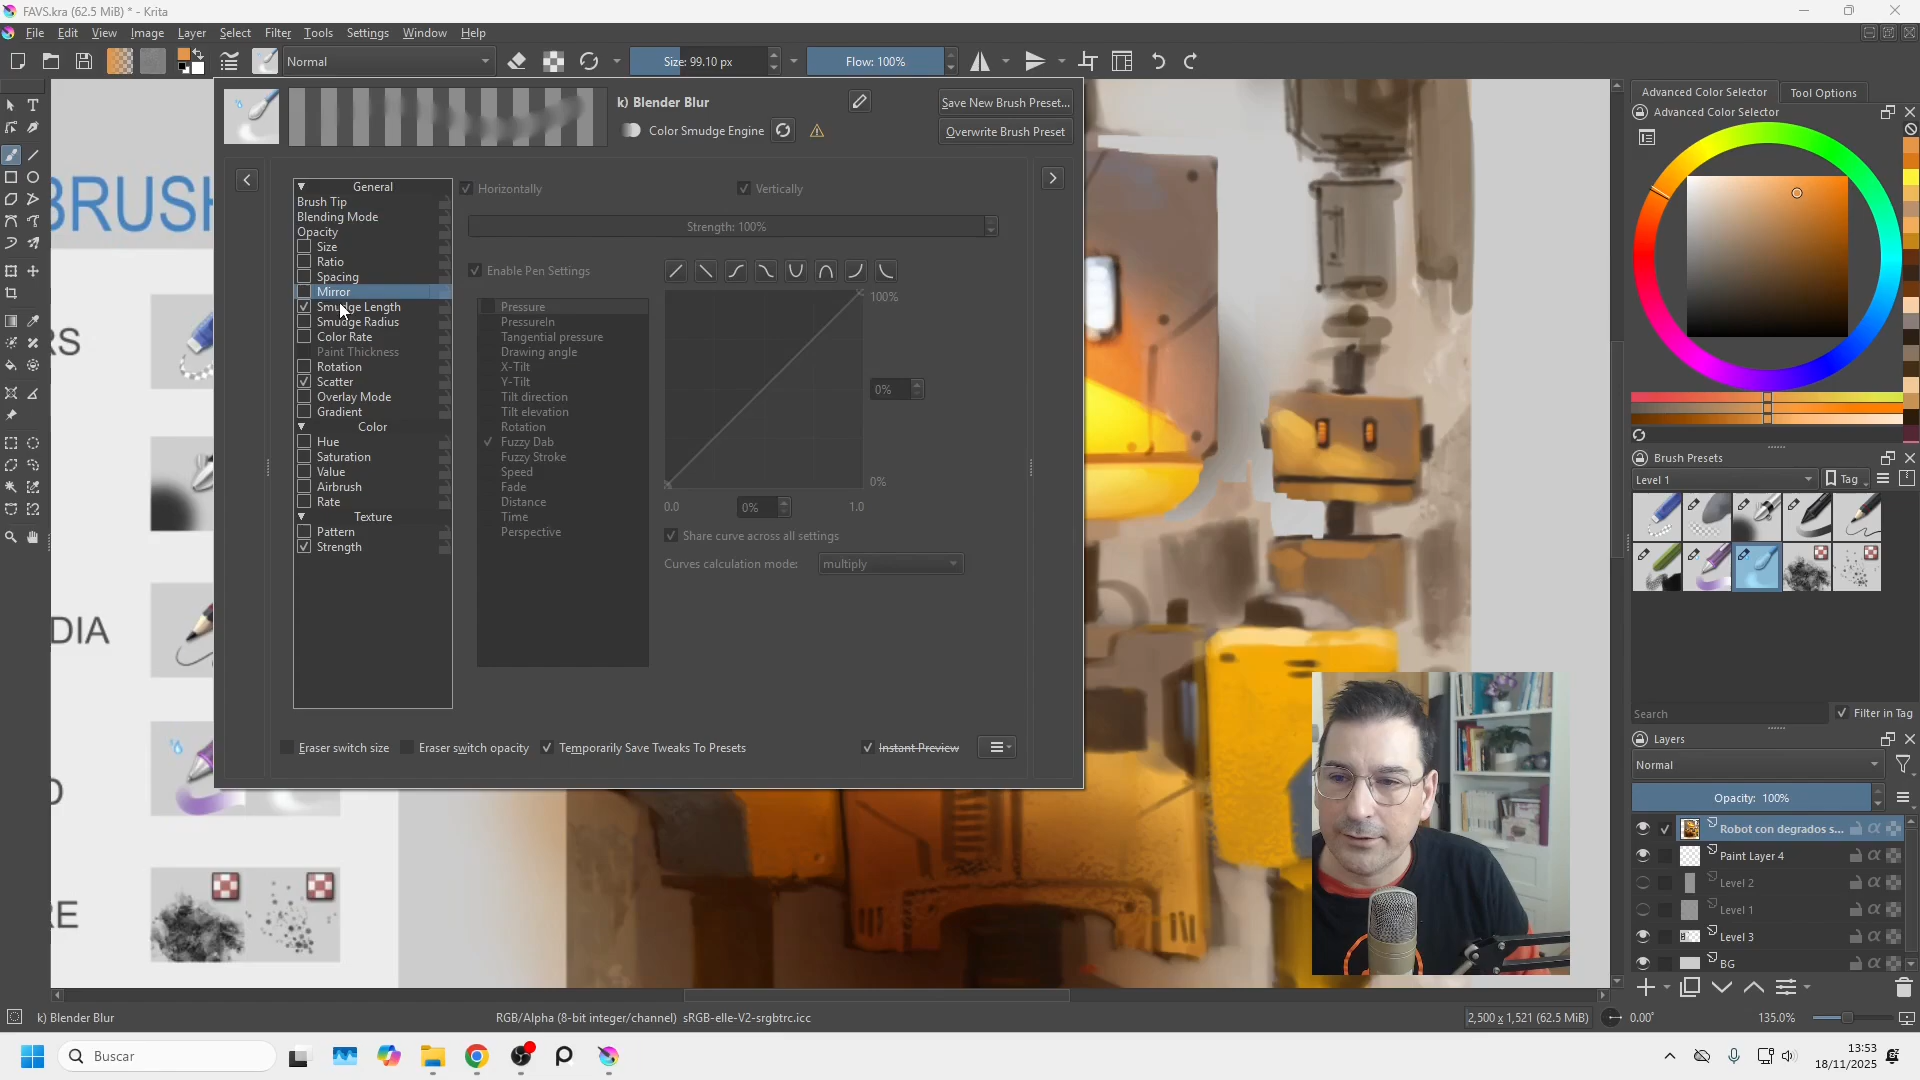 FAVS.kra (62.5 MiB) * - Krita
File Edit View Image Layer Select Filter Tools Settings Window Help
Normal
Size: 99.10 px
Flow: 100%
k) Blender Blur
Color Smudge Engine
Save New Brush Preset...
Overwrite Brush Preset
General
Brush Tip
Blending Mode
Opacity
Size
Ratio
Spacing
Mirror
Smudge Length
Smudge Radius
Color Rate
Paint Thickness
Rotation
Scatter
Overlay Mode
Gradient
Color
Hue
Saturation
Value
Airbrush
Rate
Texture
Pattern
Strength
Horizontally
Vertically
Strength: 100%
Enable Pen Settings
Pressure
PressureIn
Tangential pressure
Drawing angle
X-Tilt
Y-Tilt
Tilt direction
Tilt elevation
Rotation
Fuzzy Dab
Fuzzy Stroke
Speed
Fade
Distance
Time
Perspective
100%
0%
0%
0.0
0%
1.0
Share curve across all settings
Curves calculation mode:
multiply
Eraser switch size
Eraser switch opacity
Temporarily Save Tweaks To Presets
Instant Preview
BRUSH
RS
DIA
RE
Advanced Color Selector
Tool Options
Advanced Color Selector
Brush Presets
Level 1
Tag
Search
Filter in Tag
Layers
Normal
Opacity: 100%
Robot con degrados s...
Paint Layer 4
Level 2
Level 1
Level 3
BG
k) Blender Blur
RGB/Alpha (8-bit integer/channel) sRGB-elle-V2-srgbtrc.icc
2,500 x 1,521 (62.5 MiB)
0.00°
135.0%
Buscar
13:53
18/11/2025